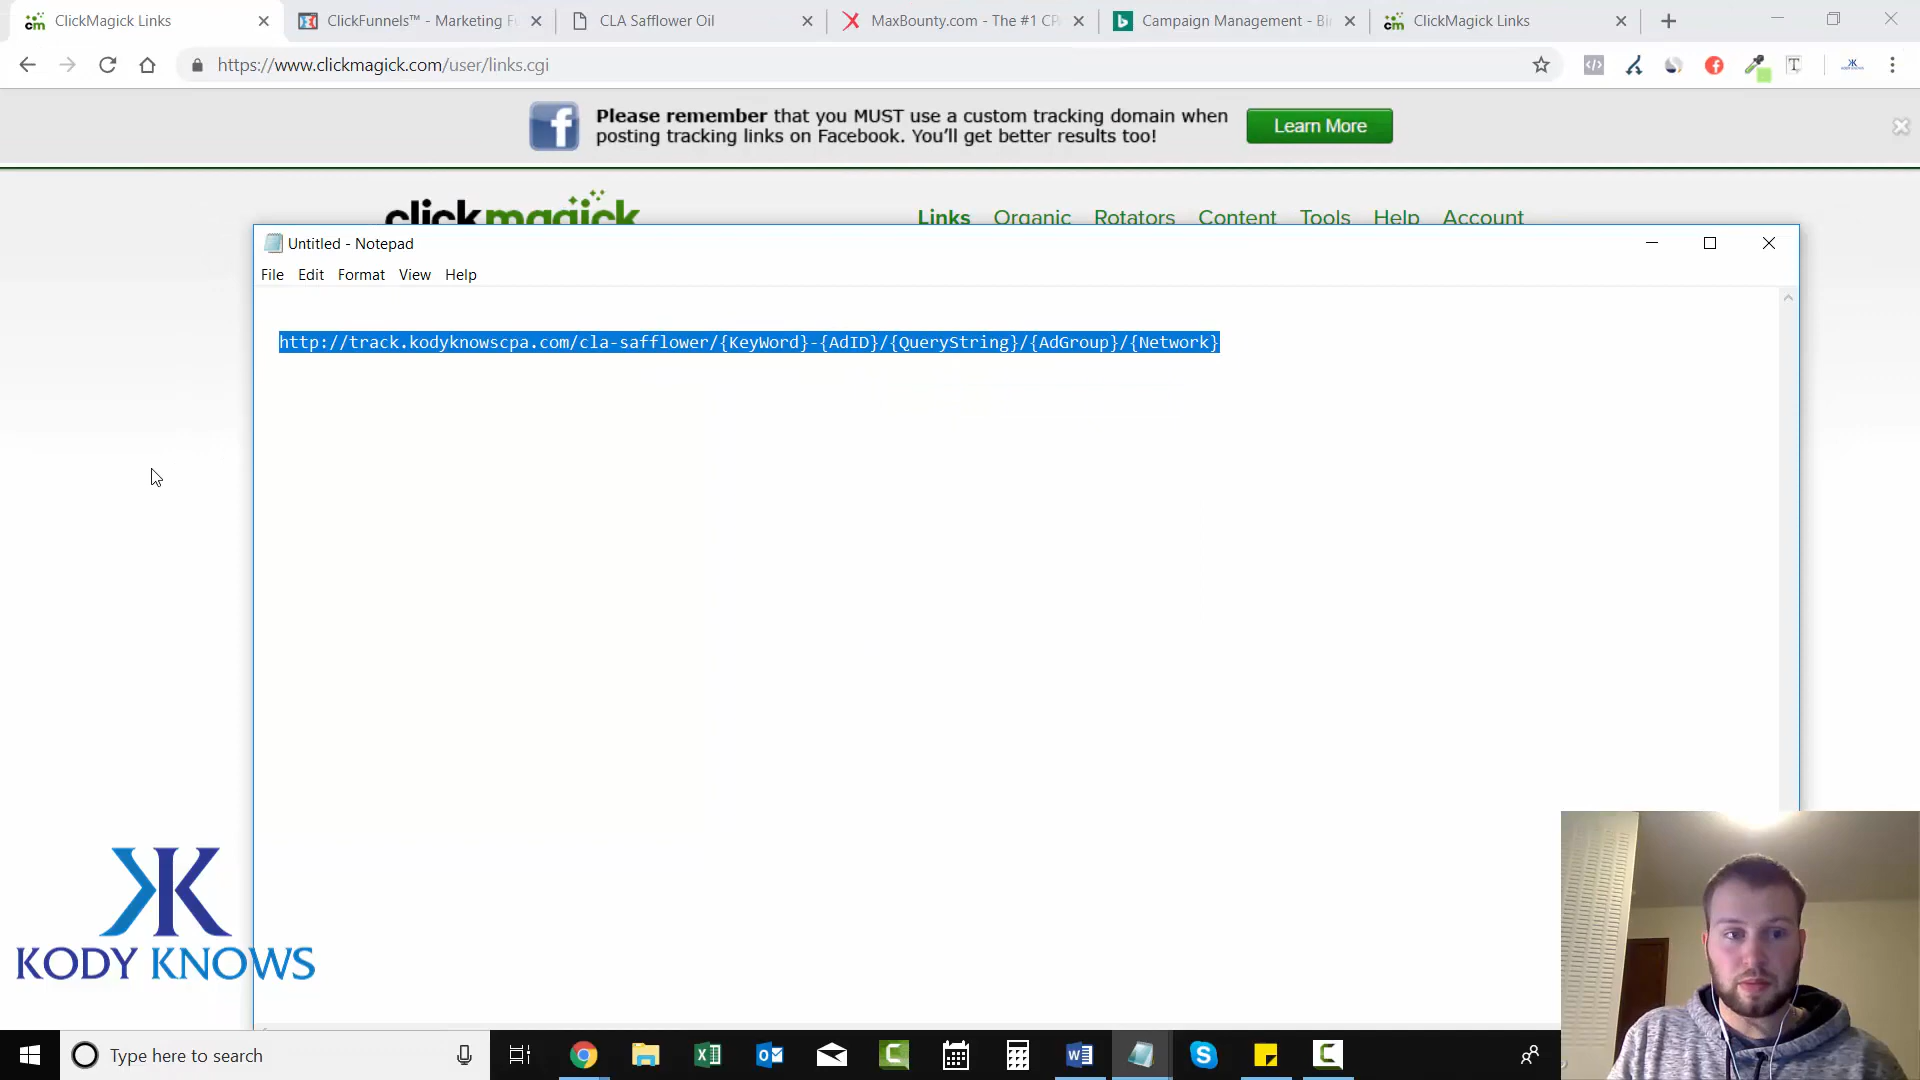 ClickMagick Links
ClickFunnels™ - Marketing Fu
CLA Safflower Oil
MaxBounty.com - The #1 CP
Campaign Management - Bi
ClickMagick Links
https://www.clickmagick.com/user/links.cgi
Please remember that you MUST use a custom tracking domain when
posting tracking links on Facebook. You'll get better results too!
Learn More
clickmagick
Links Organic Rotators Content Tools Help Account
Untitled - Notepad
File Edit Format View Help
http://track.kodyknowscpa.com/cla-safflower/{KeyWord}-{AdID}/{QueryString}/{AdGroup}/{Network}
KK
KODY KNOWS
Type here to search